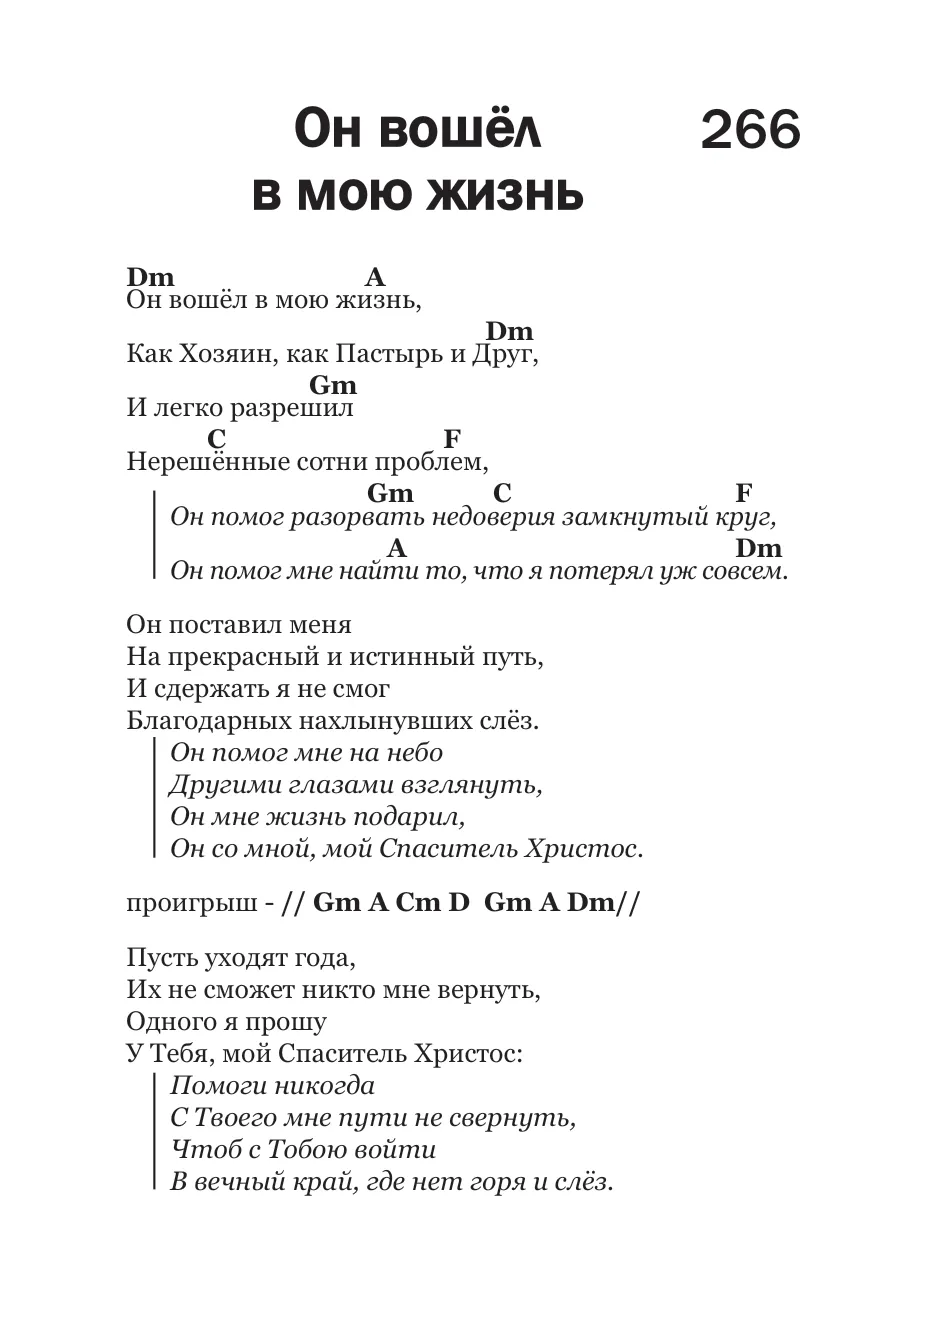 Он вошёл 266
в мою жизнь
Dm A
Он вошёл в мою жизнь,
Dm
Как Хозяин, как Пастырь и Друг,
Gm
И легко разрешил
C F
Нерешённые сотни проблем,
Gm C F
Он помог разорвать недоверия замкнутый круг,
A Dm
Он помог мне найти то, что я потерял уж совсем.
Он поставил меня
На прекрасный и истинный путь,
И сдержать я не смог
Благодарных нахлынувших слёз.
Он помог мне на небо
Другими глазами взглянуть,
Он мне жизнь подарил,
Он со мной, мой Спаситель Христос.
проигрыш - // Gm A Cm D Gm A Dm//
Пусть уходят года,
Их не сможет никто мне вернуть,
Одного я прошу
У Тебя, мой Спаситель Христос:
Помоги никогда
С Твоего мне пути не свернуть,
Чтоб с Тобою войти
В вечный край, где нет горя и слёз.